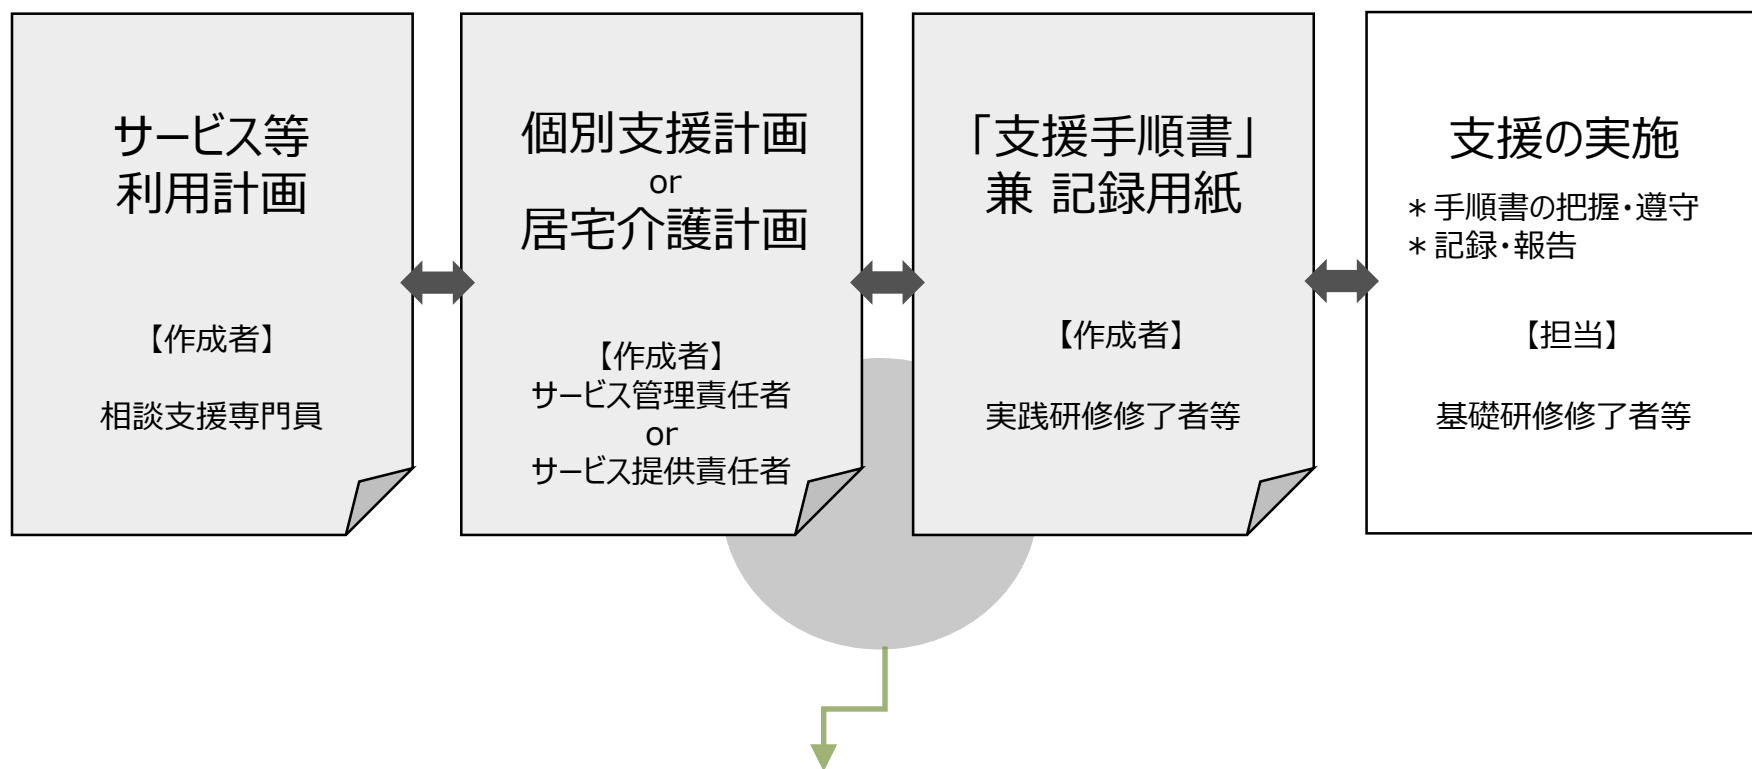 サービス等
利用計画
【作成者】
相談支援専門員
個別支援計画
or
居宅介護計画
【作成者】
サービス管理責任者
or
サービス提供責任者
「支援手順書」
兼 記録用紙
【作成者】
実践研修修了者等
支援の実施
＊手順書の把握・遵守
＊記録・報告
【担当】
基礎研修修了者等